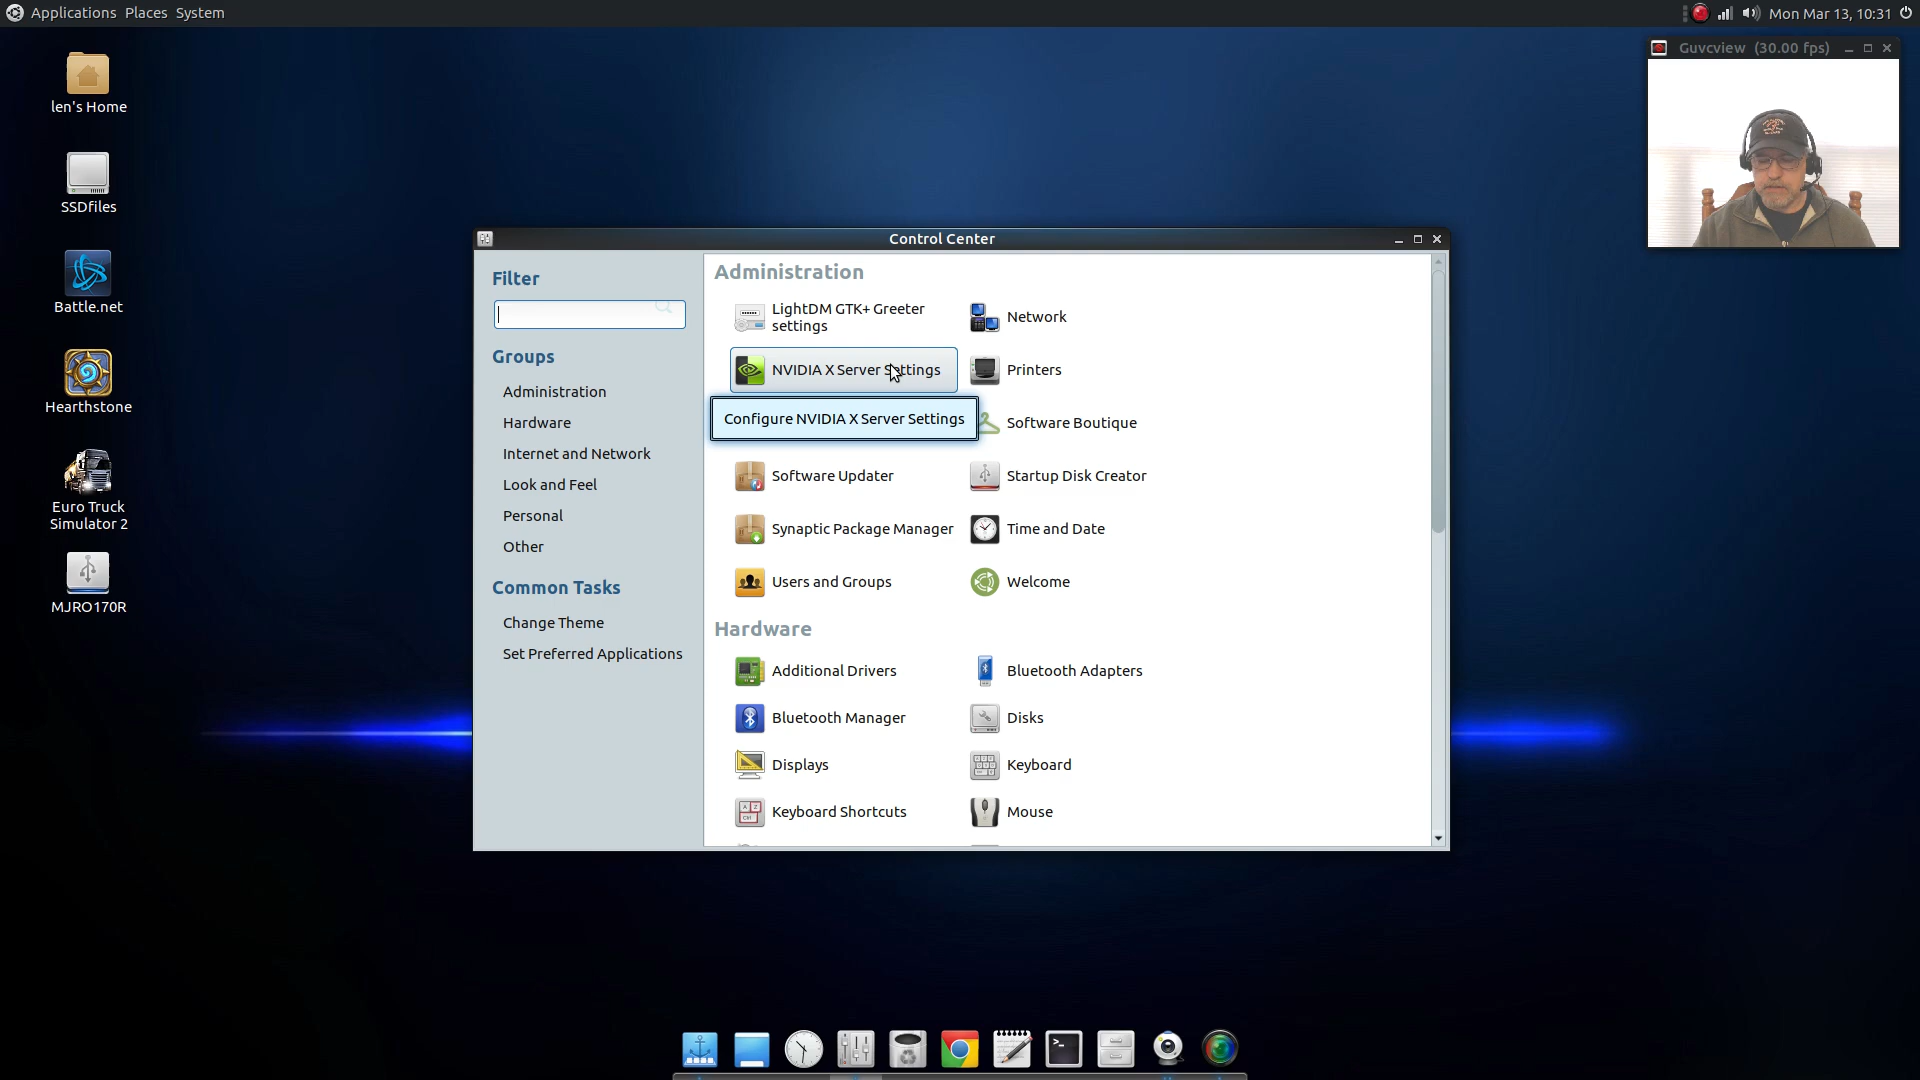 Applications Places System
Mon Mar 13, 10:31
Guvcview (30.00 fps)
len's Home
SSDfiles
Battle.net
Hearthstone
Euro Truck
Simulator 2
MJRO170R
Control Center
Filter
Groups
Administration
Hardware
Internet and Network
Look and Feel
Personal
Other
Common Tasks
Change Theme
Set Preferred Applications
Administration
LightDM GTK+ Greeter
settings
Network
NVIDIA X Server Settings
Printers
Configure NVIDIA X Server Settings
Software Boutique
Software Updater
Startup Disk Creator
Synaptic Package Manager
Time and Date
Users and Groups
Welcome
Hardware
Additional Drivers
Bluetooth Adapters
Bluetooth Manager
Disks
Displays
Keyboard
Keyboard Shortcuts
Mouse